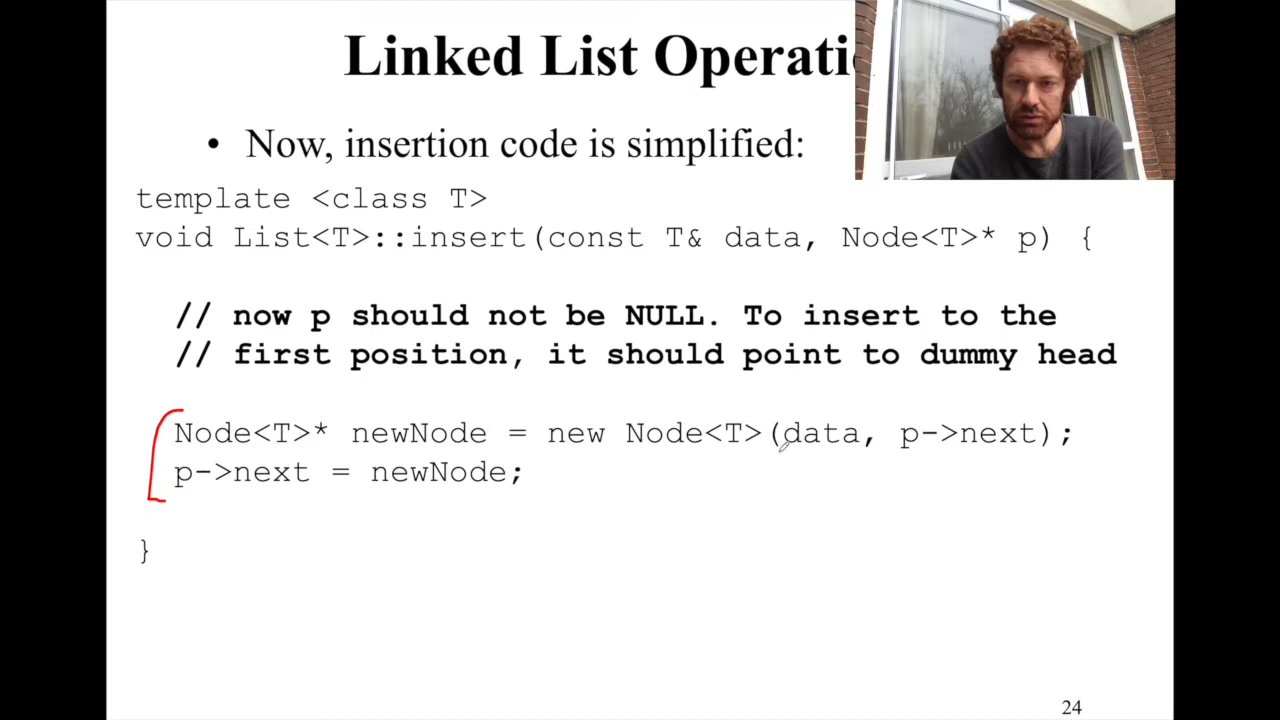 Linked List Operati
• Now, insertion code is simplified:
template <class T>
void List<T>::insert(const T& data, Node<T>* p) {
// now p should not be NULL. To insert to the
// first position, it should point to dummy head
Node<T>* newNode = new Node<T>(data, p->next);
p->next = newNode;
}
24